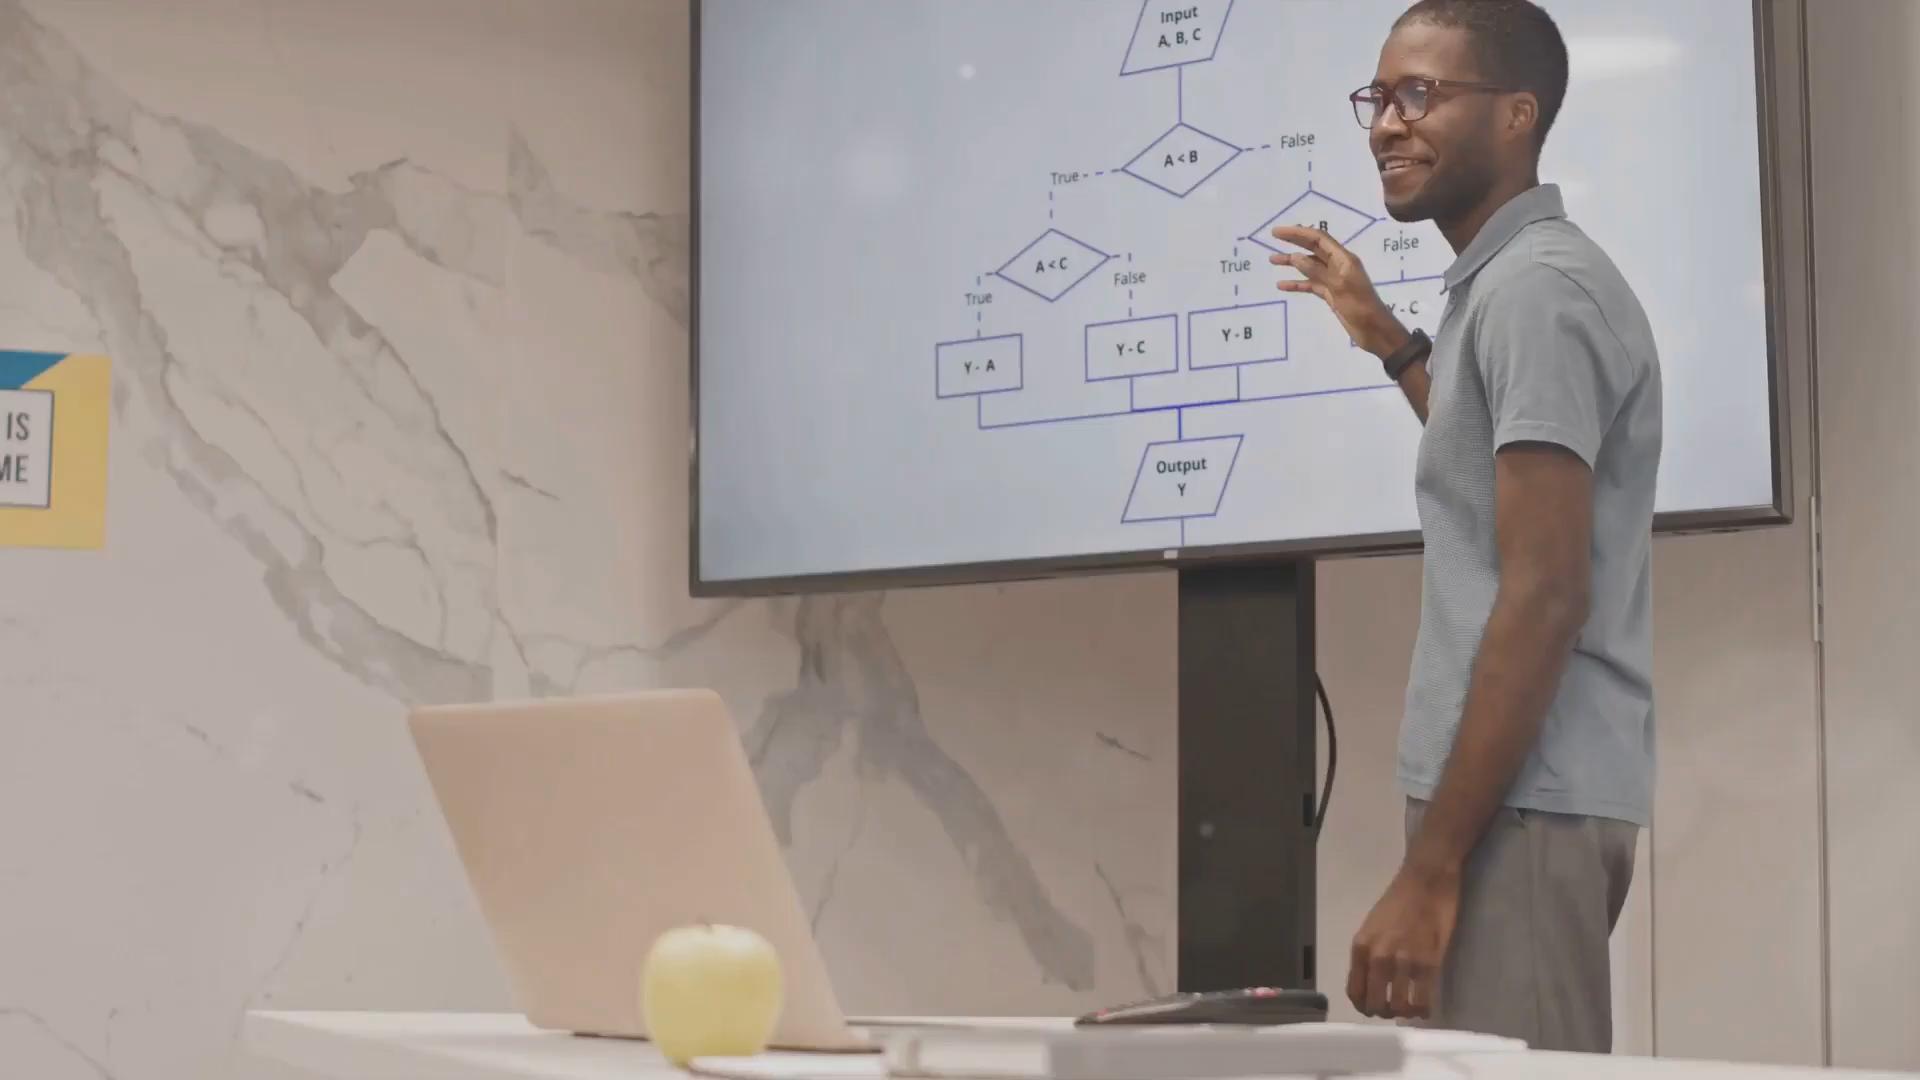 Input
A, B, C
A < B
False
True
< B
False
A < C
True
False
True
Y - C
Y - B
Y - C
Y - A
Output
Y
IS
ME